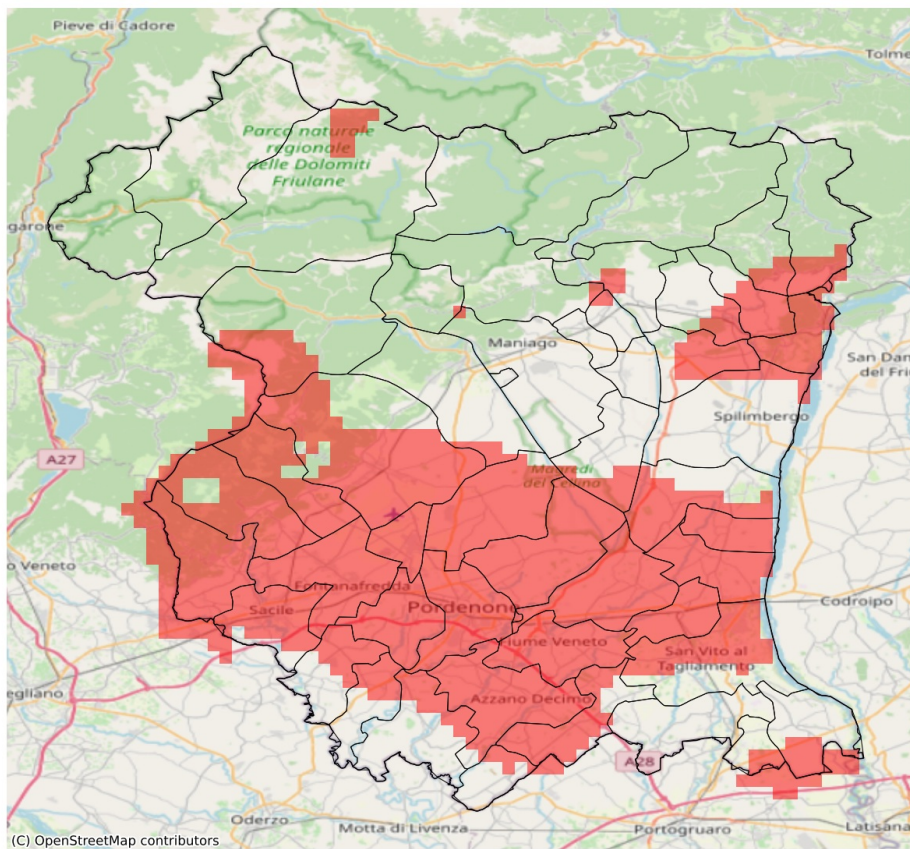 Pieve di Cadore
Tolme
Parco naturale
regionale
delle Dolomiti
Friulane
garone
Maniago
San Da
del Fri
Spilimbergo
A27
Magredi
del Cellina
o Veneto
Fontanafredda
Sacile
Pordenone
Codroipo
Fiume Veneto
San Vito al
Tagliamento
egliano
Azzano Decimo
A28
Oderzo
Motta di Livenza
Portogruaro
Latisana
(C) OpenStreetMap contributors